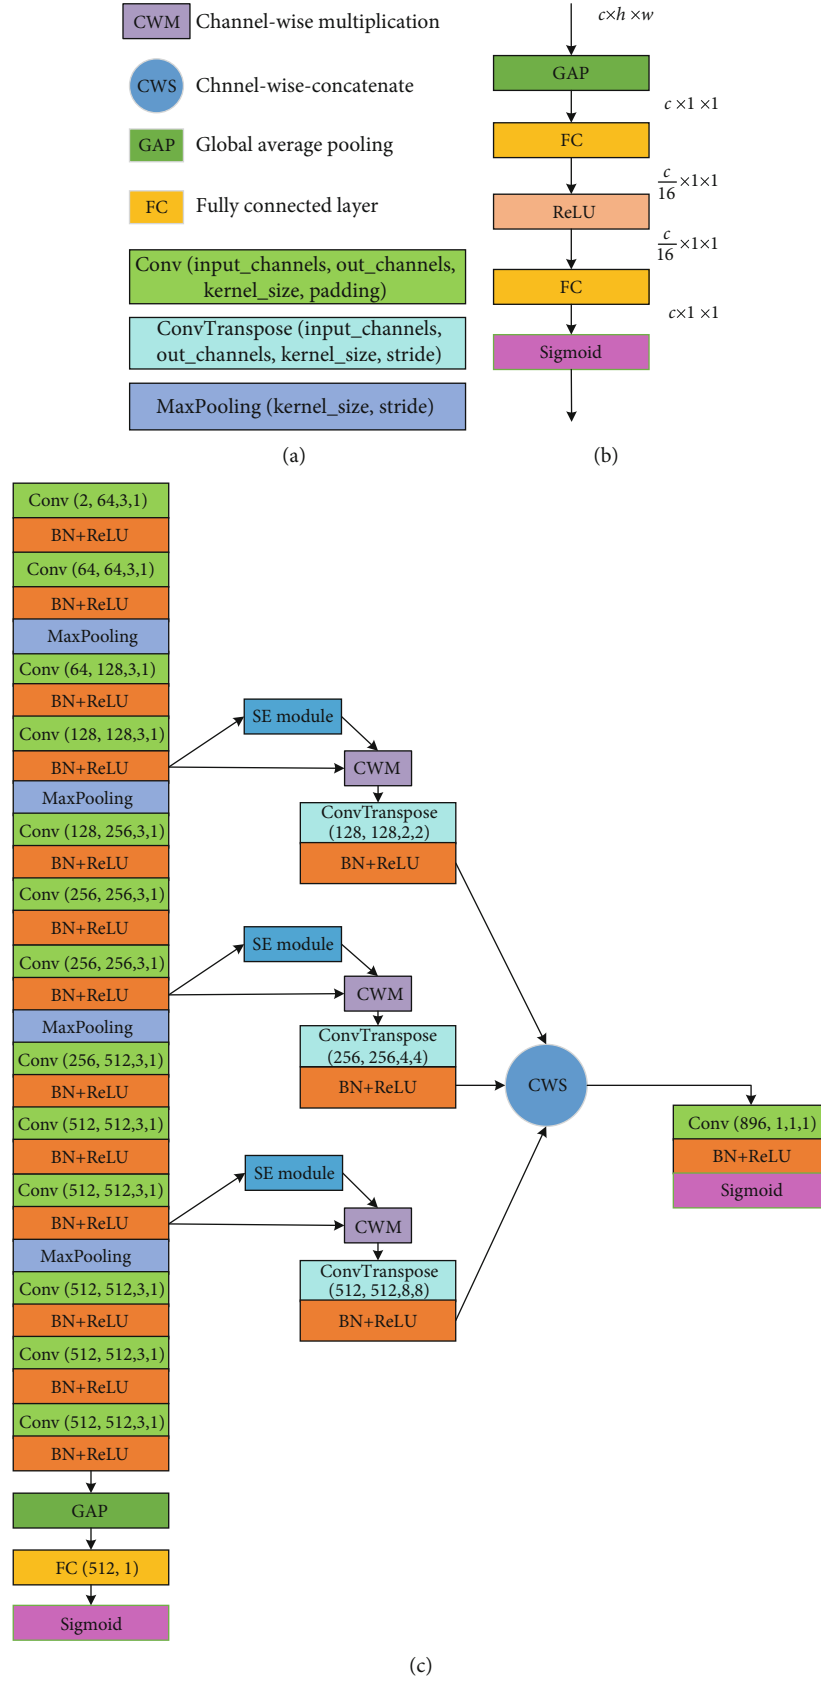 CWM
Channel-wise multiplication
CWS
Chnnel-wise-concatenate
GAP
Global average pooling
FC
Fully connected layer
Conv (input_channels, out_channels,
kernel_size, padding)
ConvTranspose (input_channels,
out_channels, kernel_size, stride)
MaxPooling (kernel_size, stride)
(a)
c×h×w
GAP
c×1×1
FC
c/16×1×1
ReLU
c/16×1×1
FC
c×1×1
Sigmoid
(b)
Conv (2, 64,3,1)
BN+ReLU
Conv (64, 64,3,1)
BN+ReLU
MaxPooling
Conv (64, 128,3,1)
BN+ReLU
Conv (128, 128,3,1)
BN+ReLU
MaxPooling
Conv (128, 256,3,1)
BN+ReLU
Conv (256, 256,3,1)
BN+ReLU
Conv (256, 256,3,1)
BN+ReLU
MaxPooling
Conv (256, 512,3,1)
BN+ReLU
Conv (512, 512,3,1)
BN+ReLU
Conv (512, 512,3,1)
BN+ReLU
MaxPooling
Conv (512, 512,3,1)
BN+ReLU
Conv (512, 512,3,1)
BN+ReLU
Conv (512, 512,3,1)
BN+ReLU
GAP
FC (512, 1)
Sigmoid
SE module
CWM
ConvTranspose
(128, 128,2,2)
BN+ReLU
SE module
CWM
ConvTranspose
(256, 256,4,4)
BN+ReLU
SE module
CWM
ConvTranspose
(512, 512,8,8)
BN+ReLU
CWS
Conv (896, 1,1,1)
BN+ReLU
Sigmoid
(c)